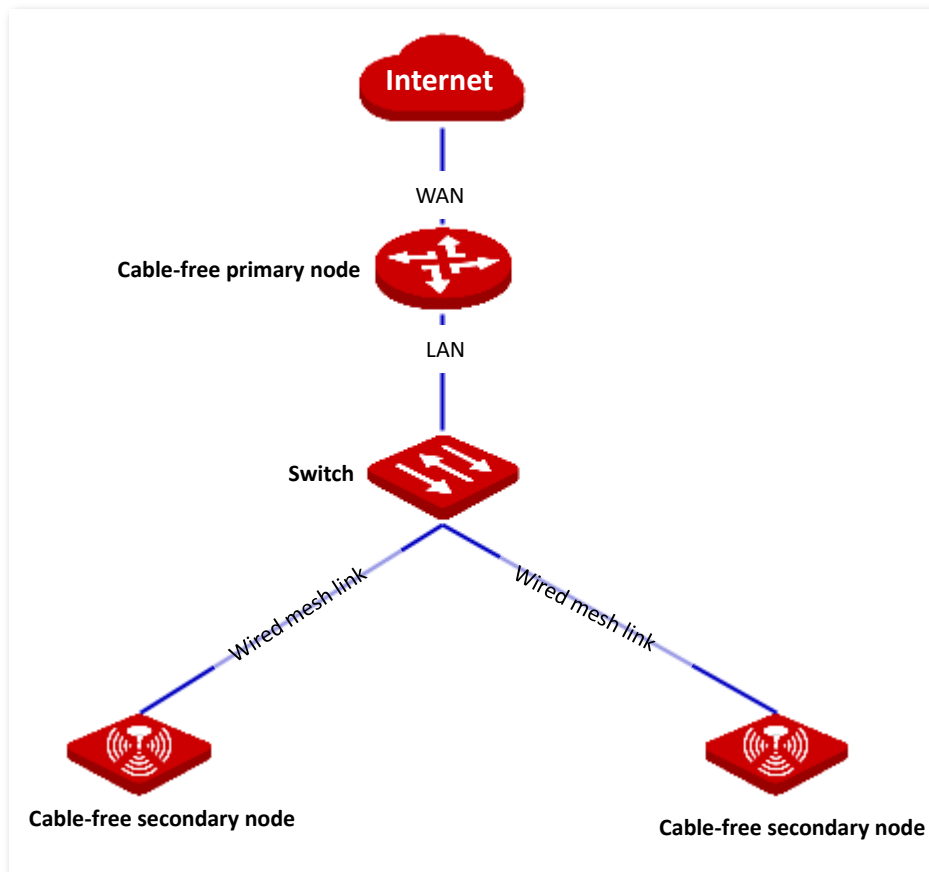 Internet
WAN
Cable-free primary node
LAN
Switch
Wired mesh link
Wired mesh link
Cable-free secondary node
Cable-free secondary node